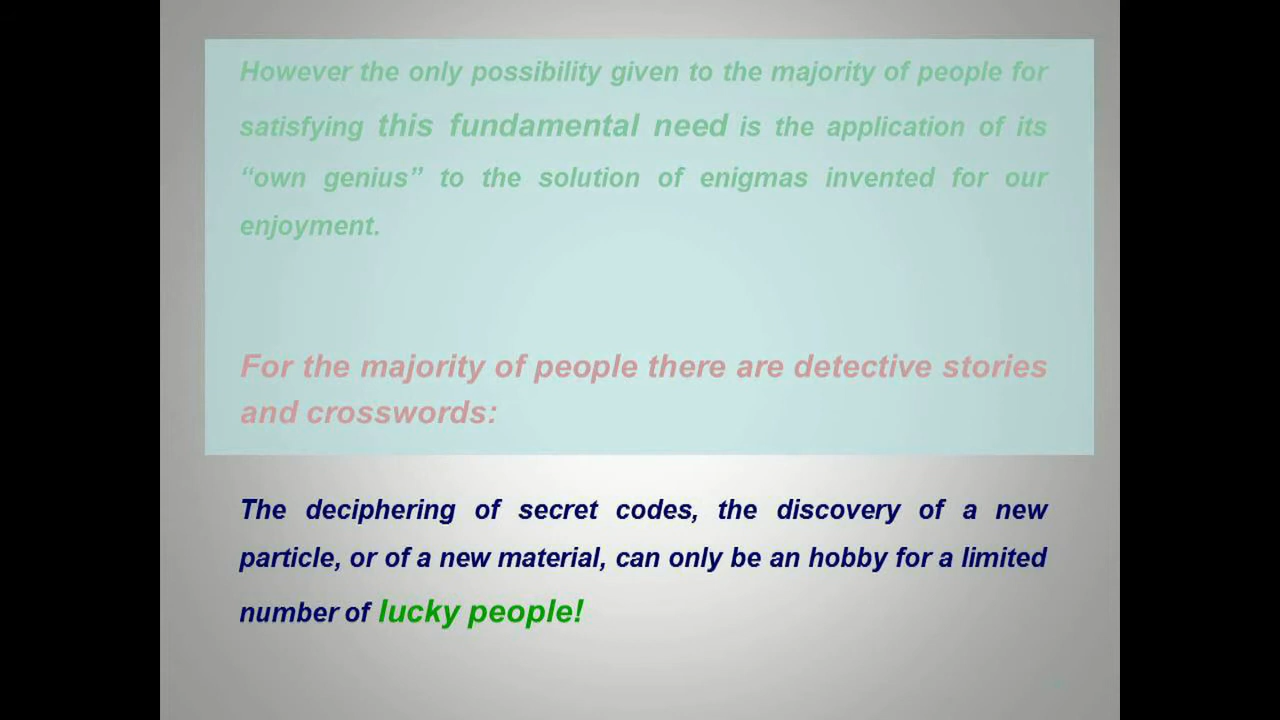 However the only possibility given to the majority of people for
satisfying this fundamental need is the application of its
“own genius” to the solution of enigmas invented for our
enjoyment.
For the majority of people there are detective stories
and crosswords:
The deciphering of secret codes, the discovery of a new
particle, or of a new material, can only be an hobby for a limited
number of lucky people!